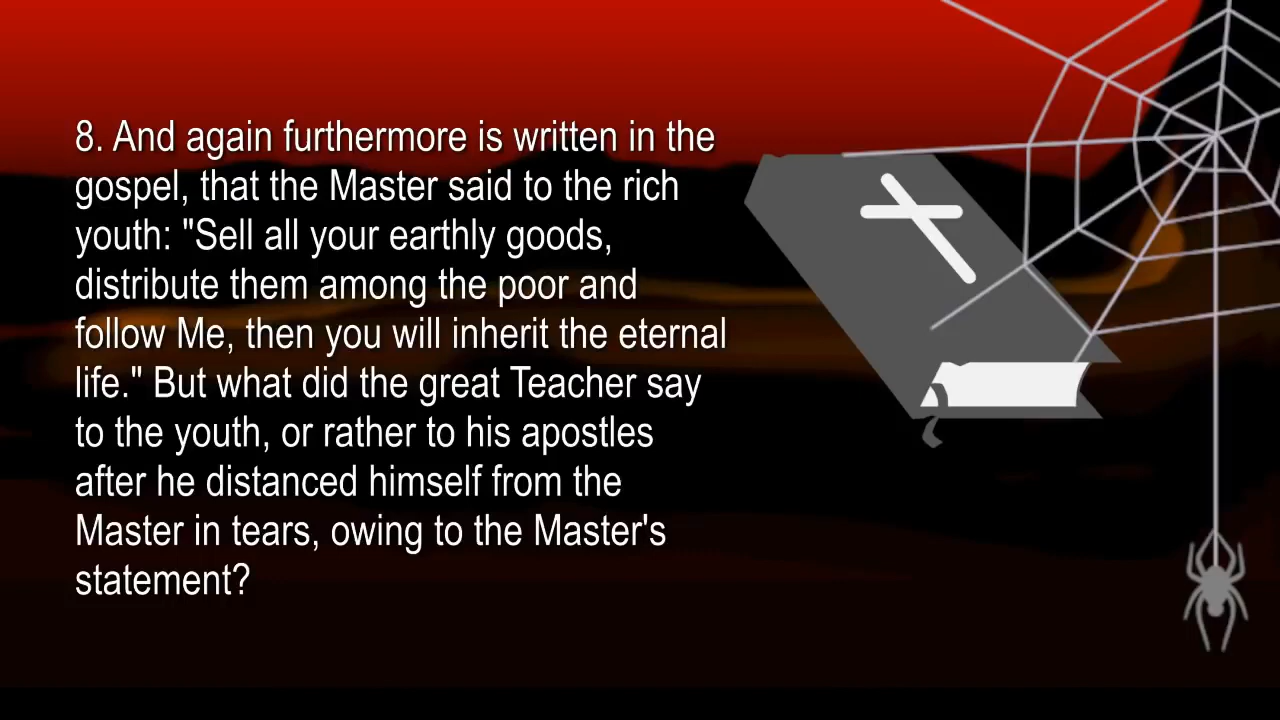 8. And again furthermore is written in the
gospel, that the Master said to the rich
youth: "Sell all your earthly goods,
distribute them among the poor and
follow Me, then you will inherit the eternal
life." But what did the great Teacher say
to the youth, or rather to his apostles
after he distanced himself from the
Master in tears, owing to the Master's
statement?